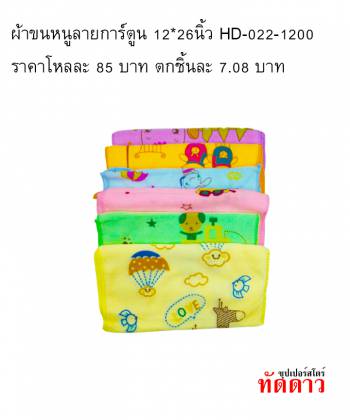 ผ้าขนหนูลายการ์ตูน 12*26นิ้ว HD-022-1200
ราคาโหลละ 85 บาท ตกชิ้นละ 7.08 บาท
LOVE
ซุปเปอร์สโตร์
ทัดดาว